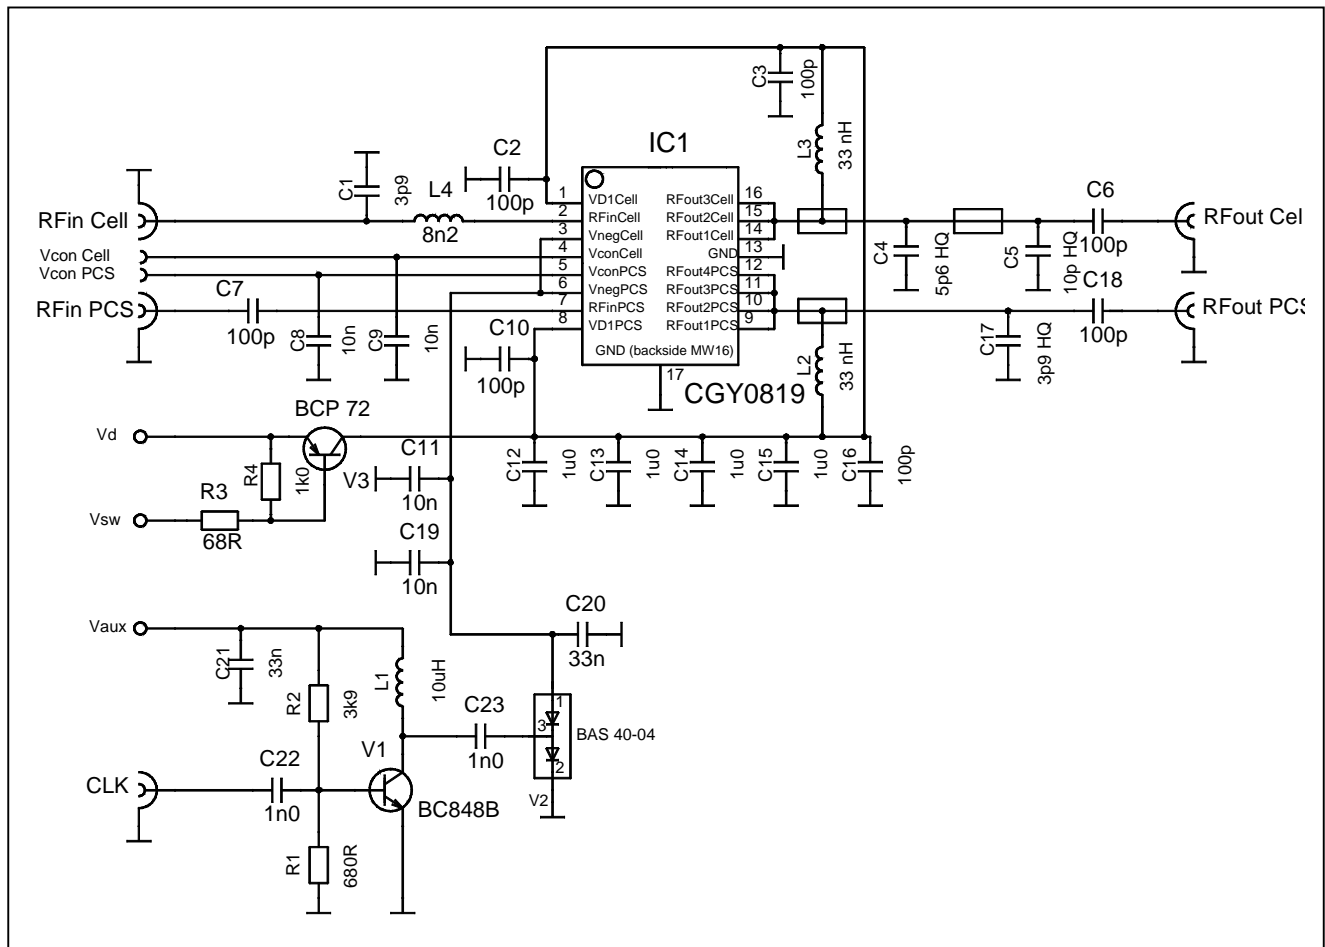 C3
100p
IC1
L3
33 nH
C2
100p
C1
3p9
L4
8n2
RFin Cell
Vcon Cell
Vcon PCS
RFin PCS
C7
100p
C8
10n
C9
10n
C10
100p
1
2
3
4
5
6
7
8
VD1Cell
RFinCell
VnegCell
VconCell
VconPCS
VnegPCS
RFinPCS
VD1PCS
RFout3Cell
RFout2Cell
RFout1Cell
GND
RFout4PCS
RFout3PCS
RFout2PCS
RFout1PCS
16
15
14
13
12
11
10
9
GND (backside MW16)
17
CGY0819
C4
5p6 HQ
C5
10p HQ
C6
100p
RFout Cel
C18
100p
RFout PCS
C17
3p9 HQ
L2
33 nH
BCP 72
Vd
R4
1k0
V3
R3
68R
Vsw
C11
10n
C19
10n
C12
1u0
C13
1u0
C14
1u0
C15
1u0
C16
100p
Vaux
C21
33n
R2
3k9
L1
10uH
C20
33n
C23
1n0
1
3
2
BAS 40-04
V2
V1
BC848B
CLK
C22
1n0
R1
680R